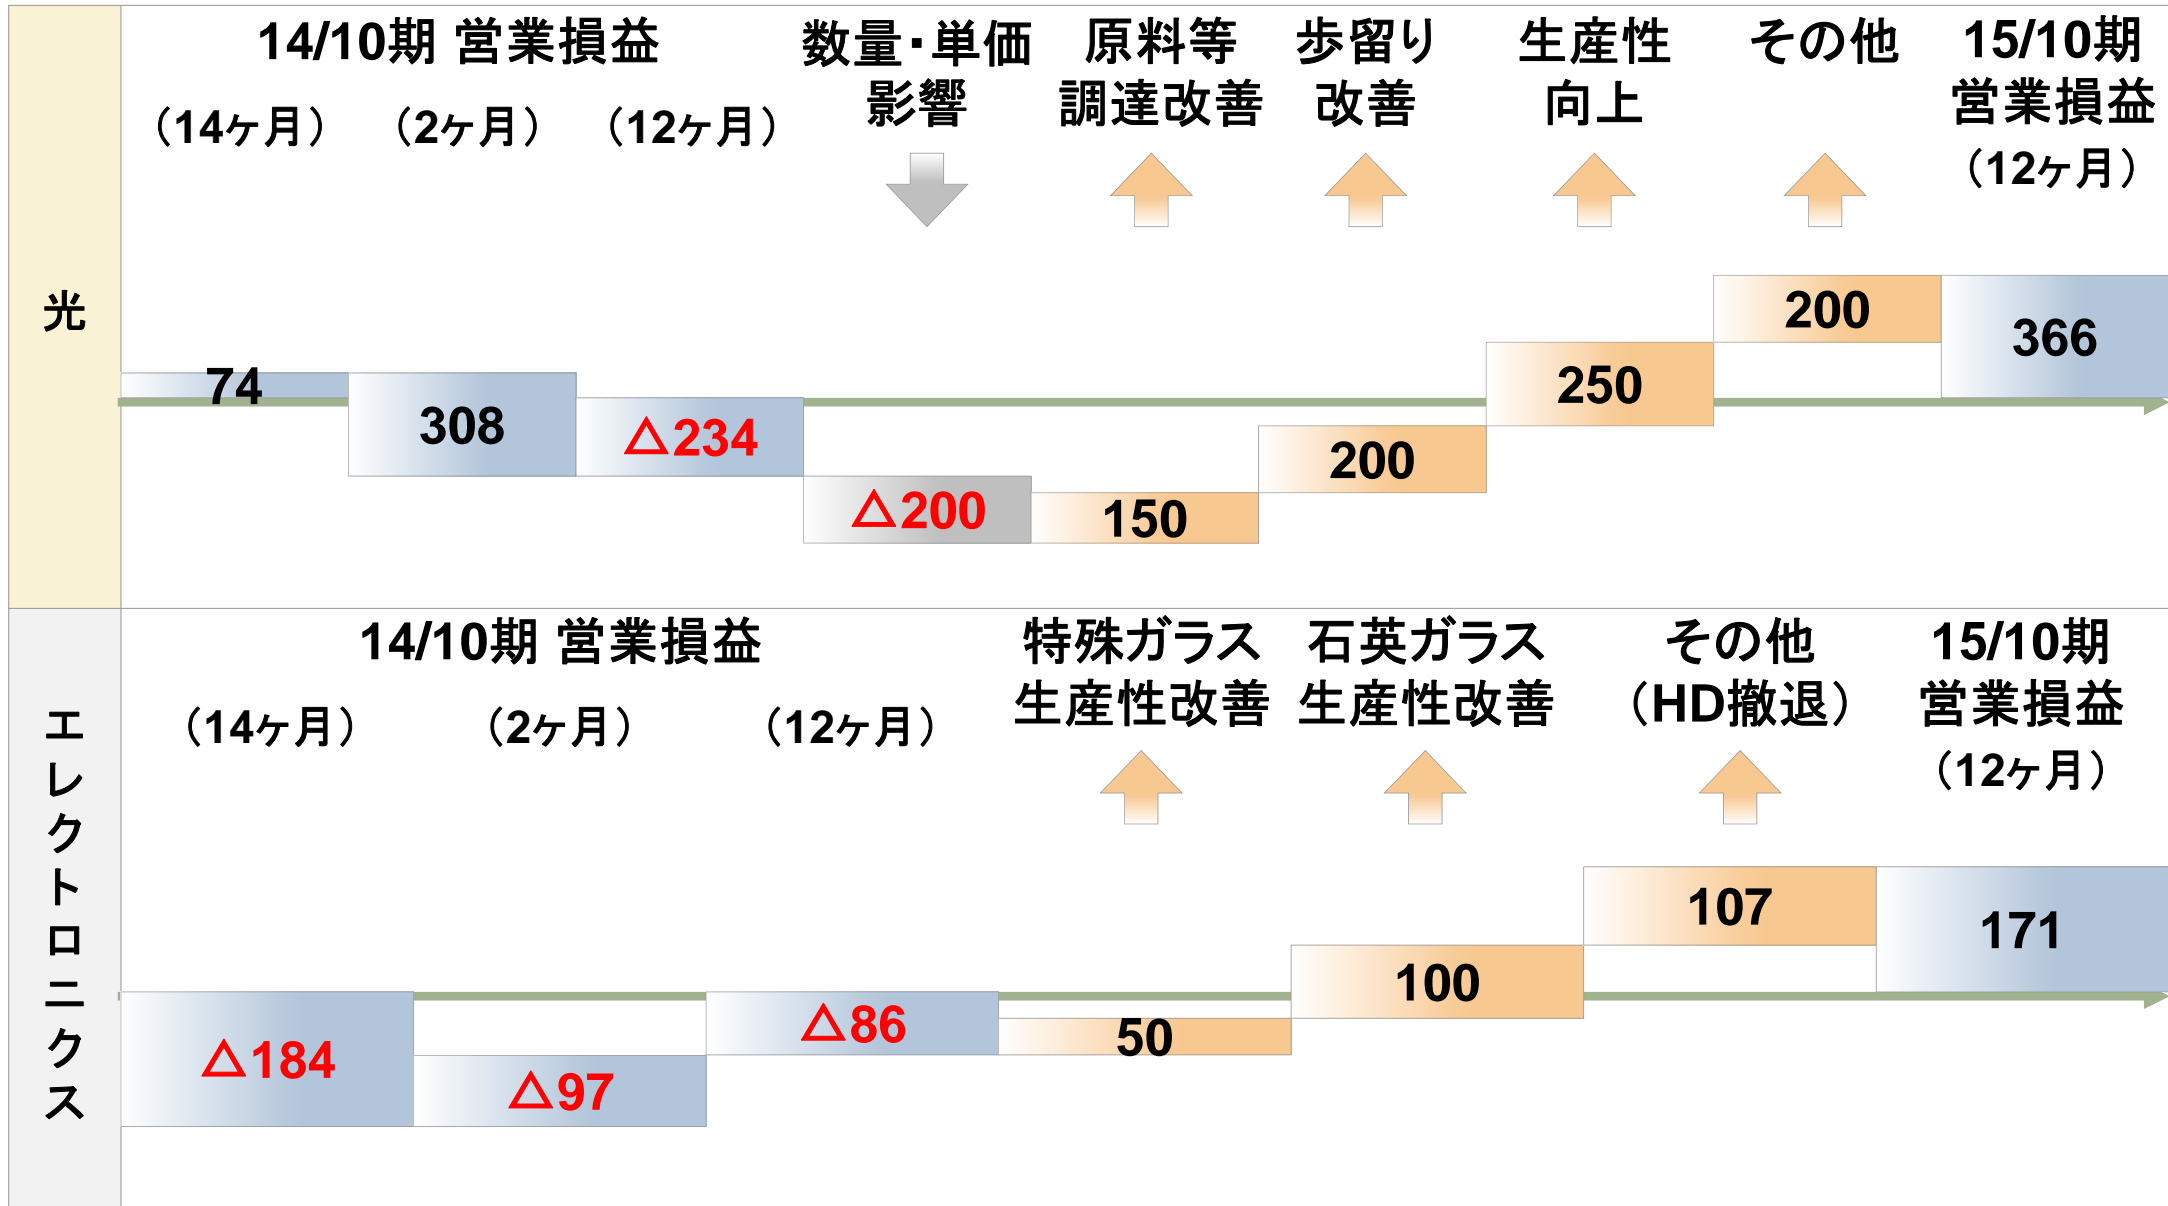 光
14/10期 営業損益
（14ヶ月）
（2ヶ月）
（12ヶ月）
数量・単価
影響
原料等
調達改善
歩留り
改善
生産性
向上
その他
15/10期
営業損益
（12ヶ月）
74
308
△234
△200
150
200
250
200
366
エレクトロニクス
14/10期 営業損益
（14ヶ月）
（2ヶ月）
（12ヶ月）
特殊ガラス
生産性改善
石英ガラス
生産性改善
その他
（HD撤退）
15/10期
営業損益
（12ヶ月）
△184
△97
△86
50
100
107
171